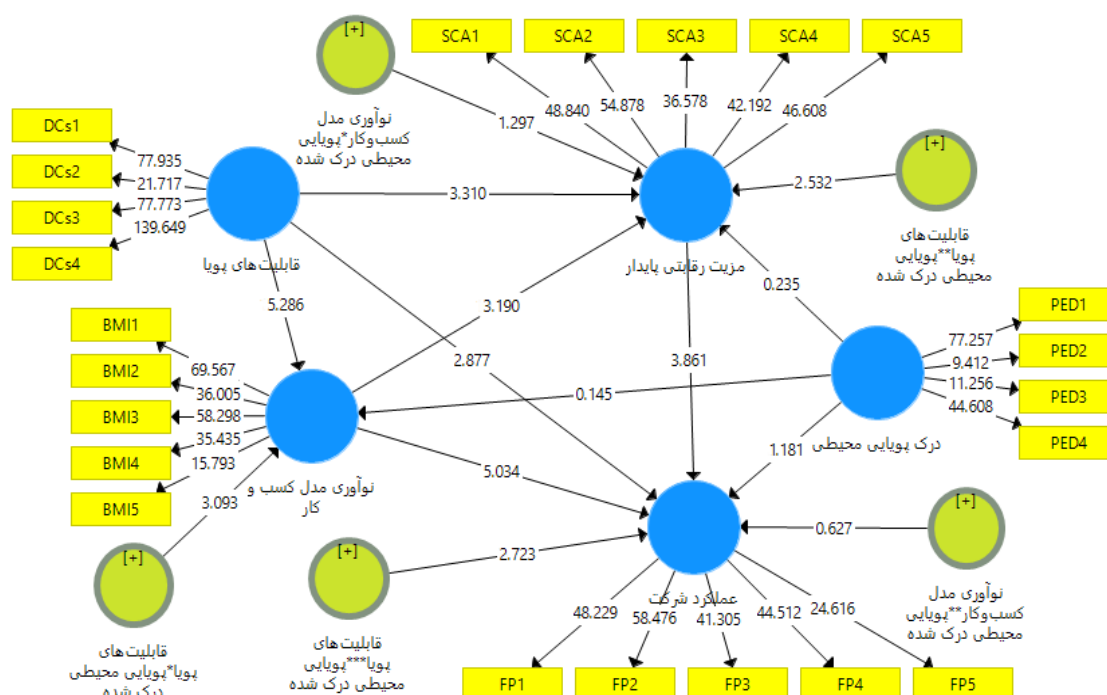 [+]
نوآوری مدل
کسب‌وکار*پویایی
محیطی درک شده
1.297
SCA1
SCA2
SCA3
SCA4
SCA5
48.840
54.878
36.578
42.192
46.608
DCs1
DCs2
DCs3
DCs4
77.935
21.717
77.773
139.649
قابلیت‌های پویا
3.310
مزیت رقابتی پایدار
2.532
[+]
قابلیت‌های
پویا**پویایی
محیطی درک شده
5.286
3.190
2.877
3.861
0.235
0.145
BMI1
BMI2
BMI3
BMI4
BMI5
69.567
36.005
58.298
35.435
15.793
نوآوری مدل کسب و
کار
3.093
5.034
1.181
درک پویایی محیطی
77.257
9.412
11.256
44.608
PED1
PED2
PED3
PED4
[+]
قابلیت‌های
پویا*پویایی محیطی
درک شده
[+]
قابلیت‌های
پویا***پویایی
محیطی درک شده
2.723
عملکرد شرکت
0.627
[+]
نوآوری مدل
کسب‌وکار**پویایی
محیطی درک شده
48.229
58.476
41.305
44.512
24.616
FP1
FP2
FP3
FP4
FP5